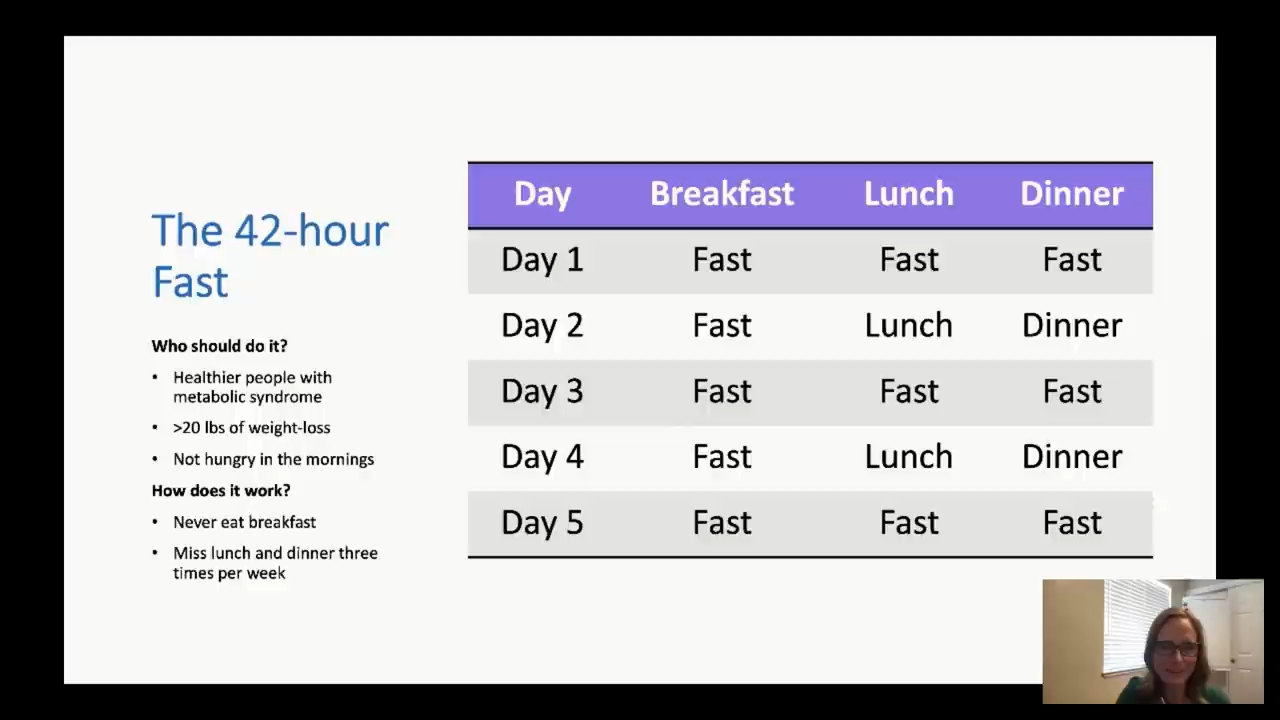 The 42-hour
Fast
Who should do it?
• Healthier people with
metabolic syndrome
• >20 lbs of weight-loss
• Not hungry in the mornings
How does it work?
• Never eat breakfast
• Miss lunch and dinner three
times per week
Day Breakfast Lunch Dinner
Day 1 Fast Fast Fast
Day 2 Fast Lunch Dinner
Day 3 Fast Fast Fast
Day 4 Fast Lunch Dinner
Day 5 Fast Fast Fast